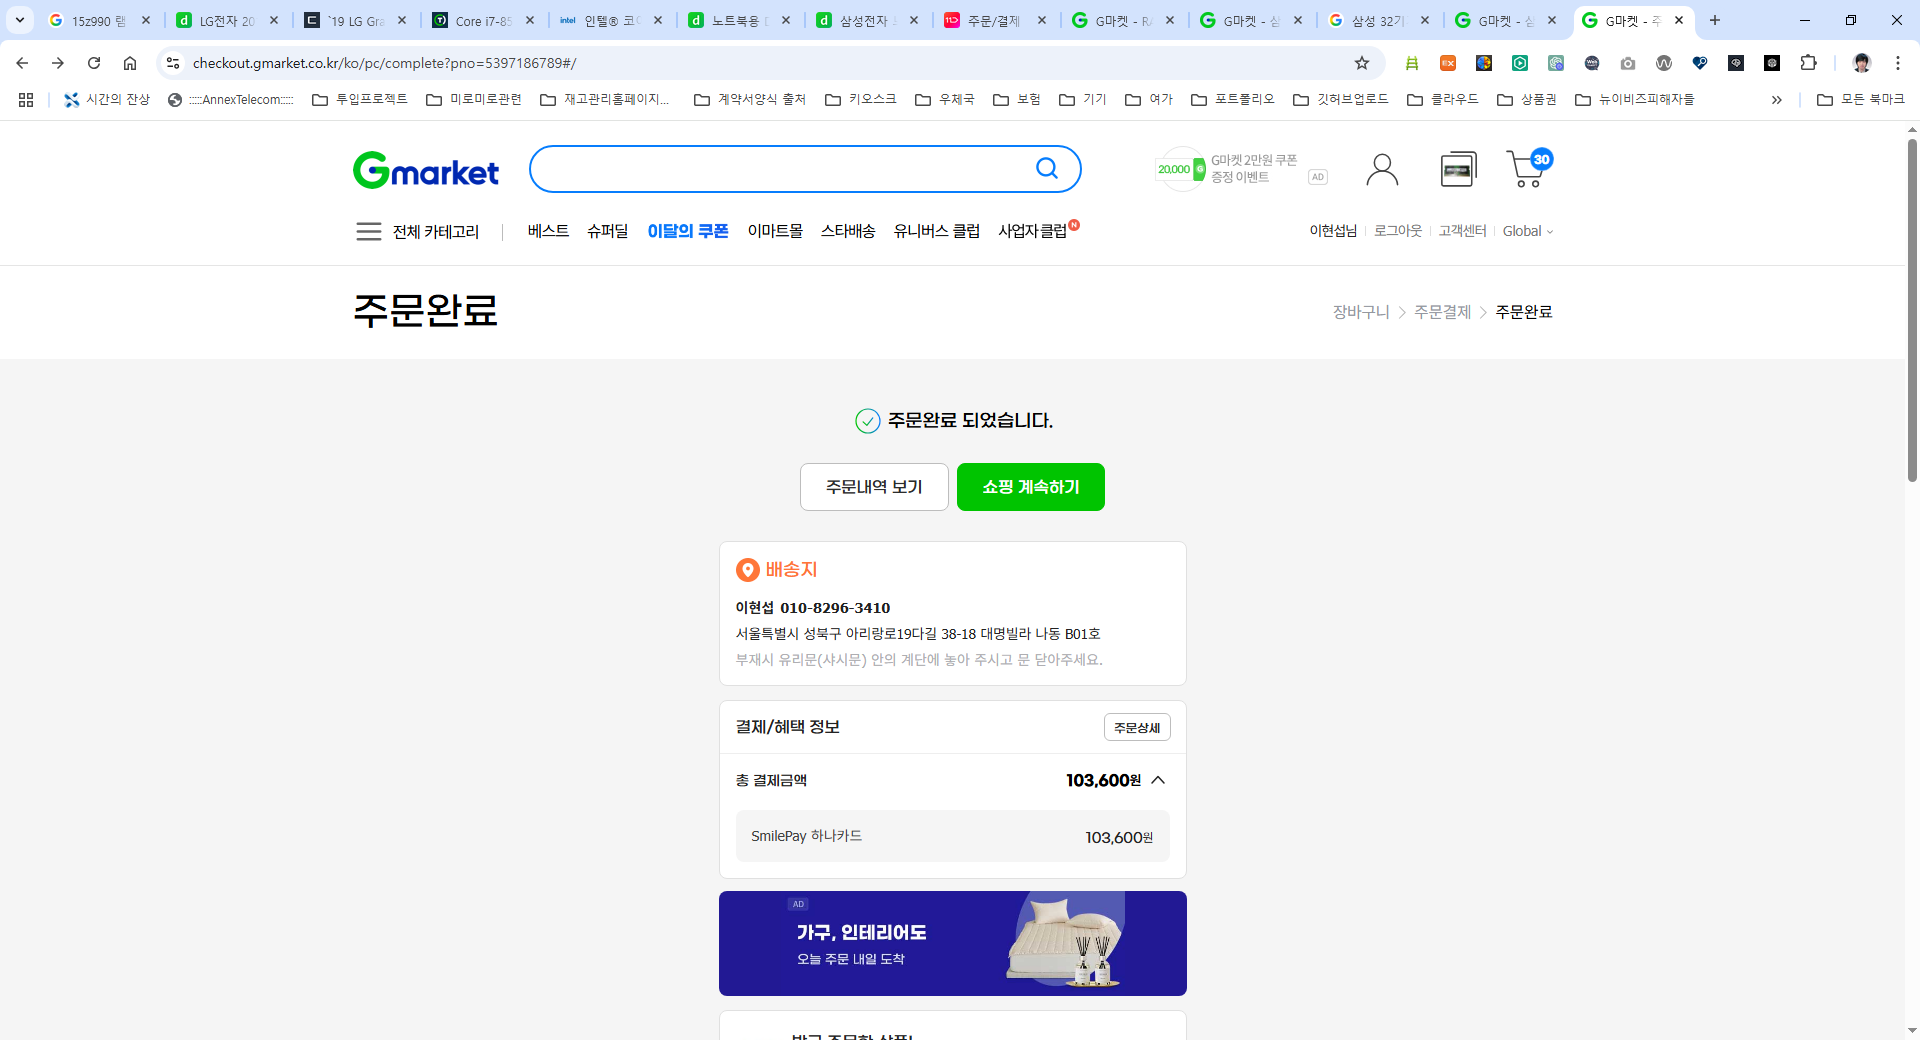 15z990 램
LG전자 20
`19 LG Gra
Core i7-85
intel
인텔® 코어
노트북용 D
삼성전자 노
11D
주문/결제
G마켓 - RA
G마켓 - 삼
삼성 32기
G마켓 - 삼
G마켓 - 주
checkout.gmarket.co.kr/ko/pc/complete?pno=5397186789#/
시간의 잔상
:::::AnnexTelecom:::::
투입프로젝트
미로미로관련
재고관리홈페이지...
계약서양식 출처
키오스크
우체국
보험
기기
여가
포트폴리오
깃허브업로드
클라우드
상품권
뉴이비즈피해자들
모든 북마크
Gmarket
20,000
G마켓 2만원 쿠폰
증정 이벤트
AD
30
전체 카테고리
베스트
슈퍼딜
이달의 쿠폰
이마트몰
스타배송
유니버스 클럽
사업자클럽
N
이현섭님
로그아웃
고객센터
Global
주문완료
장바구니 > 주문결제 > 주문완료
주문완료 되었습니다.
주문내역 보기
쇼핑 계속하기
배송지
이현섭 010-8296-3410
서울특별시 성북구 아리랑로19다길 38-18 대명빌라 나동 B01호
부재시 유리문(샤시문) 안의 계단에 놓아 주시고 문 닫아주세요.
결제/혜택 정보
주문상세
총 결제금액
103,600원
SmilePay 하나카드
103,600원
AD
가구, 인테리어도
오늘 주문 내일 도착